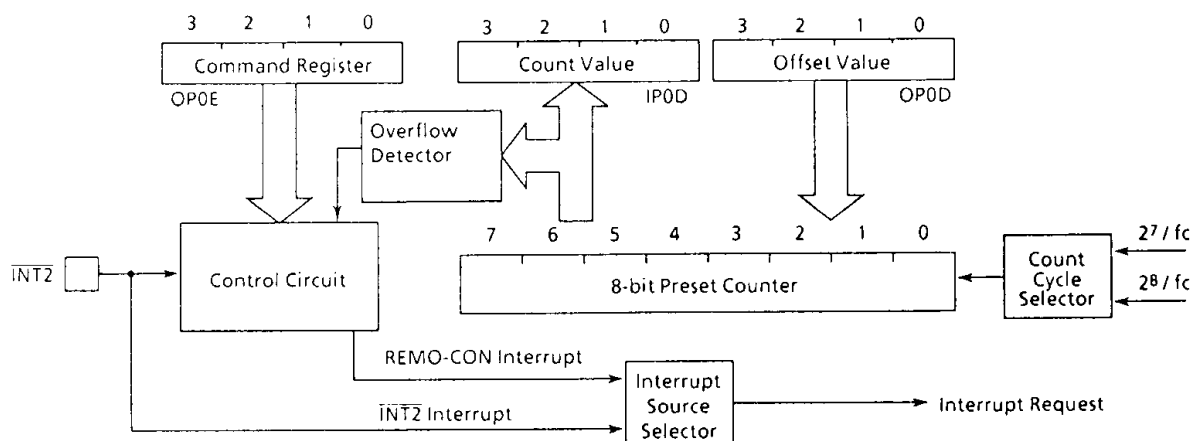 3 2 1 0
3 2 1 0
3 2 1 0
Command Register
Count Value
Offset Value
OP0E
IP0D
OP0D
Overflow
Detector
7 6 5 4 3 2 1 0
INT2
Control Circuit
8-bit Preset Counter
Count
Cycle
Selector
2⁷ / fc
2⁸ / fc
REMO-CON Interrupt
INT2 Interrupt
Interrupt
Source
Selector
Interrupt Request